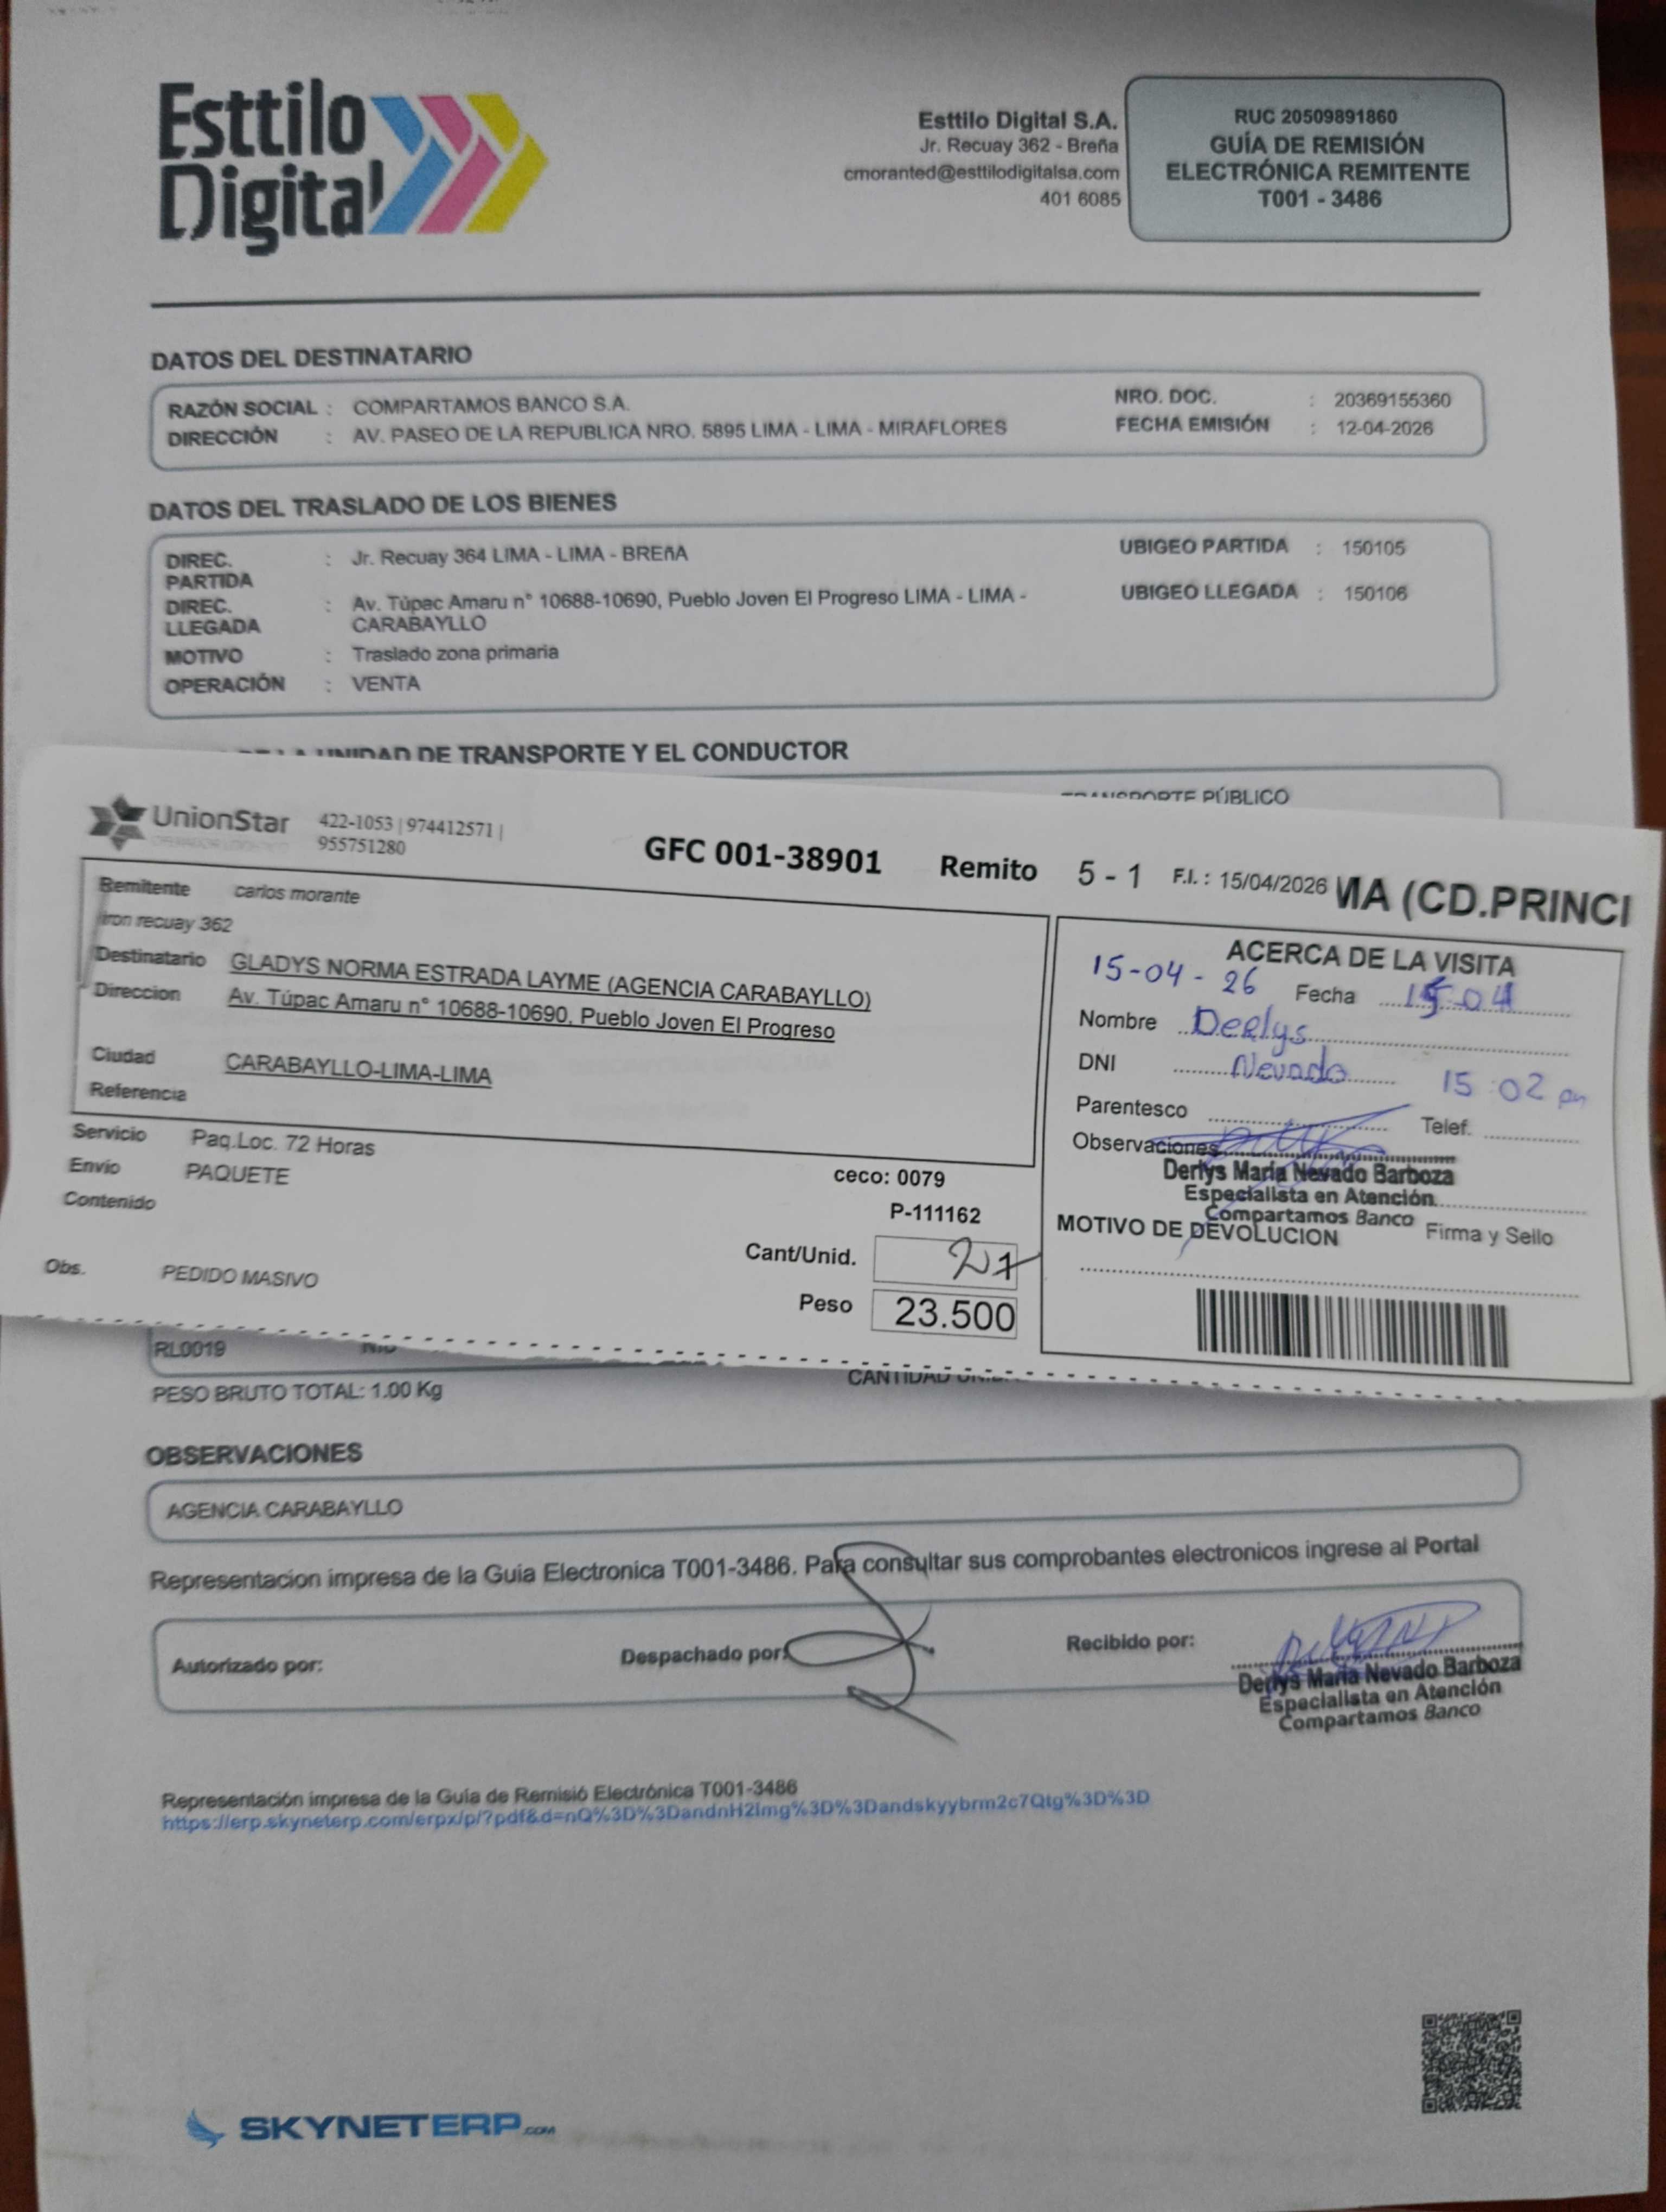 Esttilo
Digital
Esttilo Digital S.A.
Jr. Recuay 362 - Breña
cmoranted@esttilodigitalsa.com
401 6085
RUC 20509891860
GUÍA DE REMISIÓN
ELECTRÓNICA REMITENTE
T001 - 3486
DATOS DEL DESTINATARIO
RAZÓN SOCIAL : COMPARTAMOS BANCO S.A.
NRO. DOC. : 20369155360
DIRECCIÓN : AV. PASEO DE LA REPUBLICA NRO. 5895 LIMA - LIMA - MIRAFLORES
FECHA EMISIÓN : 12-04-2026
DATOS DEL TRASLADO DE LOS BIENES
DIREC. PARTIDA : Jr. Recuay 364 LIMA - LIMA - BREñA
UBIGEO PARTIDA : 150105
DIREC. LLEGADA : Av. Túpac Amaru n° 10688-10690, Pueblo Joven El Progreso LIMA - LIMA -
CARABAYLLO
UBIGEO LLEGADA : 150106
MOTIVO : Traslado zona primaria
OPERACIÓN : VENTA
UNIDAD DE TRANSPORTE Y EL CONDUCTOR
TRANSPORTE PÚBLICO
UnionStar
422-1053 | 974412571 |
955751280
GFC 001-38901 Remito 5 - 1 F.I. : 15/04/2026 MA (CD.PRINCI
Remitente carlos morante
jiron recuay 362
Destinatario GLADYS NORMA ESTRADA LAYME (AGENCIA CARABAYLLO)
Direccion Av. Túpac Amaru n° 10688-10690, Pueblo Joven El Progreso
Ciudad CARABAYLLO-LIMA-LIMA
Referencia
Servicio Paq.Loc. 72 Horas
Envio PAQUETE
Contenido
Obs. PEDIDO MASIVO
ceco: 0079
P-111162
Cant/Unid.
Peso 23.500
ACERCA DE LA VISITA
15-04-26 Fecha 15-04
Nombre Derlys
DNI Nevado 15:02 pm
Parentesco Telef.
Observaciones
Derlys Maria Nevado Barboza
Especialista en Atención
Compartamos Banco
MOTIVO DE DEVOLUCION Firma y Sello
RL0019
PESO BRUTO TOTAL: 1.00 Kg
OBSERVACIONES
AGENCIA CARABAYLLO
Representacion impresa de la Guia Electronica T001-3486. Para consultar sus comprobantes electronicos ingrese al Portal
Autorizado por: Despachado por: Recibido por:
Derlys Maria Nevado Barboza
Especialista en Atención
Compartamos Banco
Representación impresa de la Guía de Remisió Electrónica T001-3486
https://erp.skyneterp.com/erpx/p/?pdf&d=nQ%3D%3DandnH2lmg%3D%3Dandskyybrm2c7Qtg%3D%3D
SKYNETERP.COM